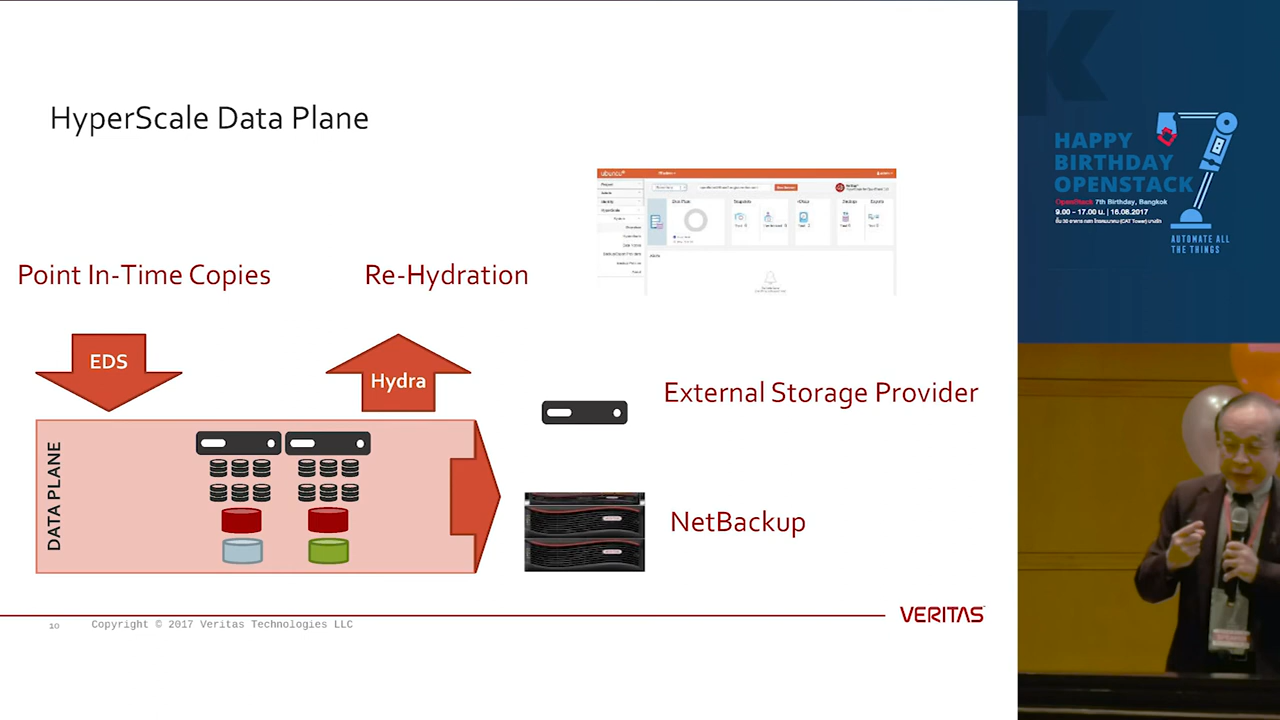 HyperScale Data Plane
ubuntu
Point In-Time Copies
Re-Hydration
EDS
Hydra
External Storage Provider
DATA PLANE
NetBackup
10
Copyright © 2017 Veritas Technologies LLC
VERITAS
HAPPY
BIRTHDAY
OPENSTACK
OpenStack 7th Birthday, Bangkok
9.00 - 17.00 น. | 16.08.2017
AUTOMATE ALL
THE THINGS